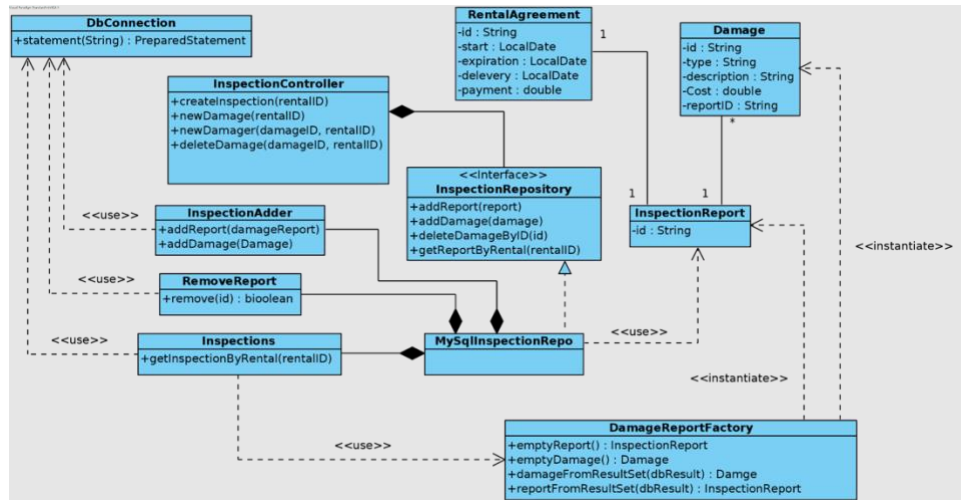 DbConnection
+statement(String) : PreparedStatement
RentalAgreement
-id : String
-start : LocalDate
-expiration : LocalDate
-delevery : LocalDate
-payment : double
1
Damage
-id : String
-type : String
-description : String
-Cost : double
-reportID : String
*
InspectionController
+createInspection(rentalID)
+newDamage(rentalID)
+newDamager(damageID, rentalID)
+deleteDamage(damageID, rentalID)
<<Interface>>
InspectionRepository
+addReport(report)
+addDamage(damage)
+deleteDamageByID(id)
+getReportByRental(rentalID)
1
1
InspectionReport
-id : String
<<use>>
InspectionAdder
+addReport(damageReport)
+addDamage(Damage)
<<instantiate>>
<<use>>
RemoveReport
+remove(id) : bioolean
<<use>>
Inspections
+getInspectionByRental(rentalID)
MySqlInspectionRepo
<<use>>
<<instantiate>>
<<use>>
DamageReportFactory
+emptyReport() : InspectionReport
+emptyDamage() : Damage
+damageFromResultSet(dbResult) : Damge
+reportFromResultSet(dbResult) : InspectionReport